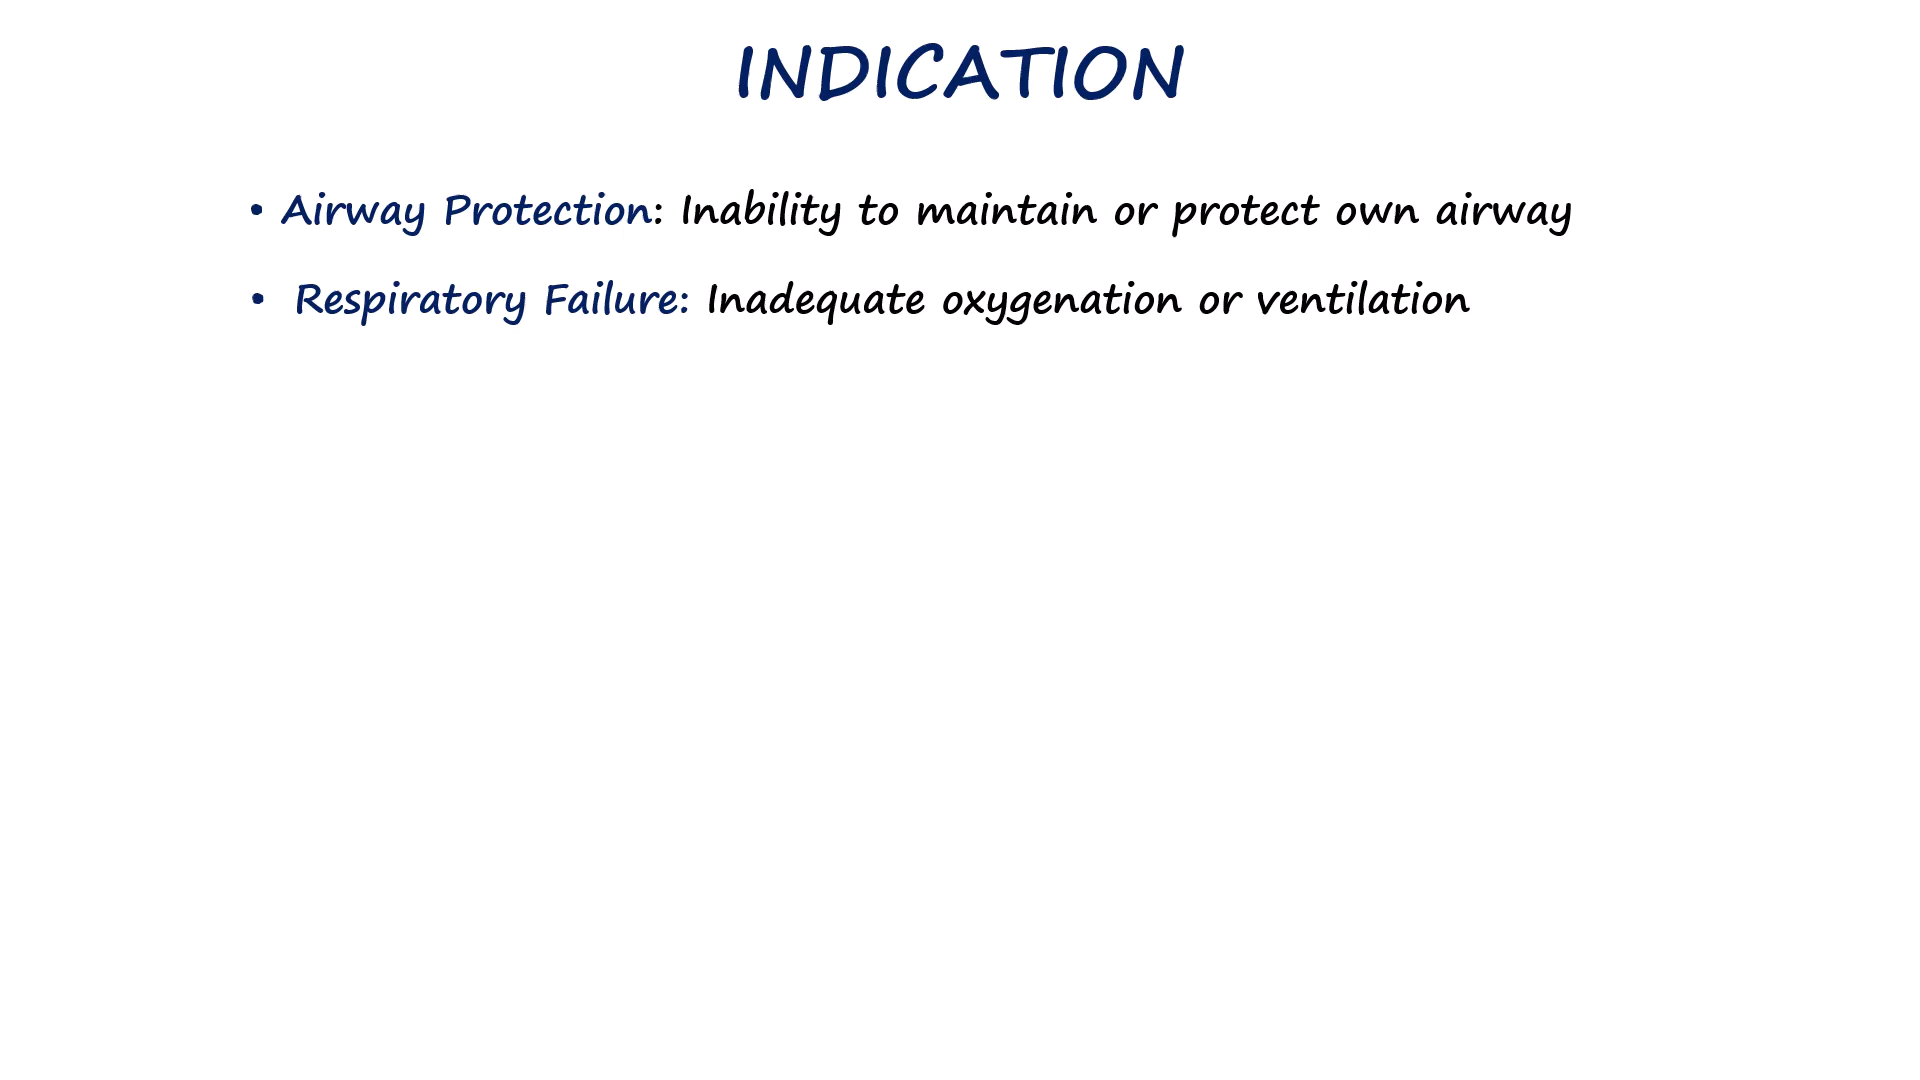 INDICATION
• Airway Protection: Inability to maintain or protect own airway
• Respiratory Failure: Inadequate oxygenation or ventilation